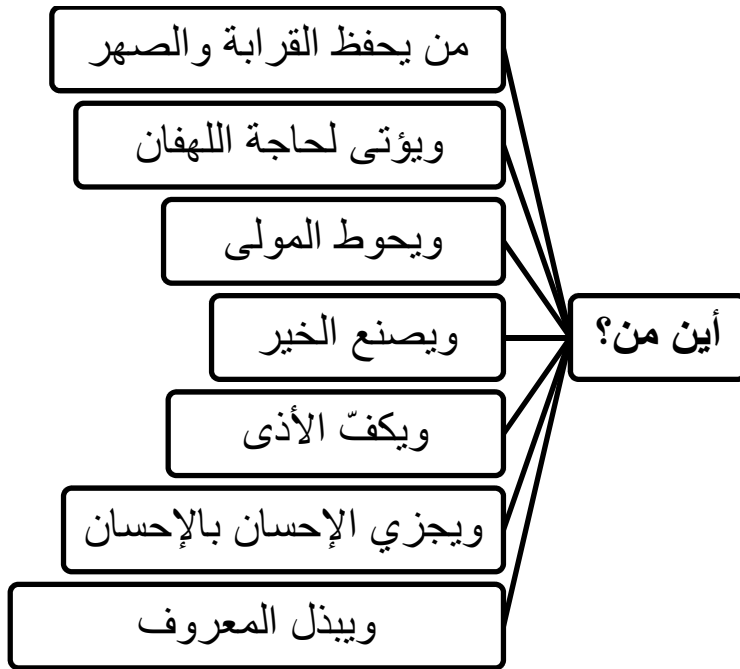 أين من؟
من يحفظ القرابة والصهر
ويؤتى لحاجة اللهفان
ويحوط المولى
ويصنع الخير
ويكفّ الأذى
ويجزي الإحسان بالإحسان
ويبذل المعروف